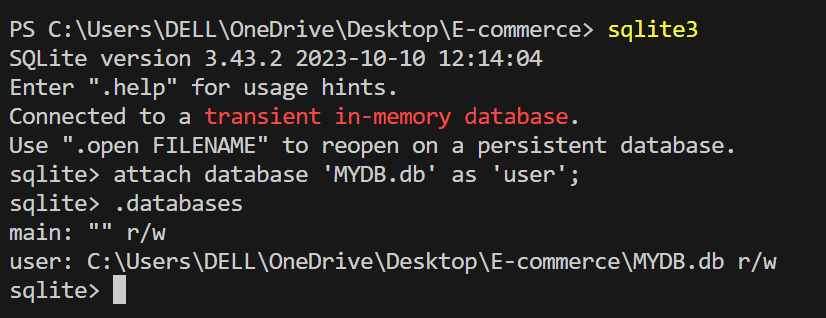 PS C:\Users\DELL\OneDrive\Desktop\E-commerce> sqlite3
SQLite version 3.43.2 2023-10-10 12:14:04
Enter ".help" for usage hints.
Connected to a transient in-memory database.
Use ".open FILENAME" to reopen on a persistent database.
sqlite> attach database 'MYDB.db' as 'user';
sqlite> .databases
main: "" r/w
user: C:\Users\DELL\OneDrive\Desktop\E-commerce\MYDB.db r/w
sqlite>